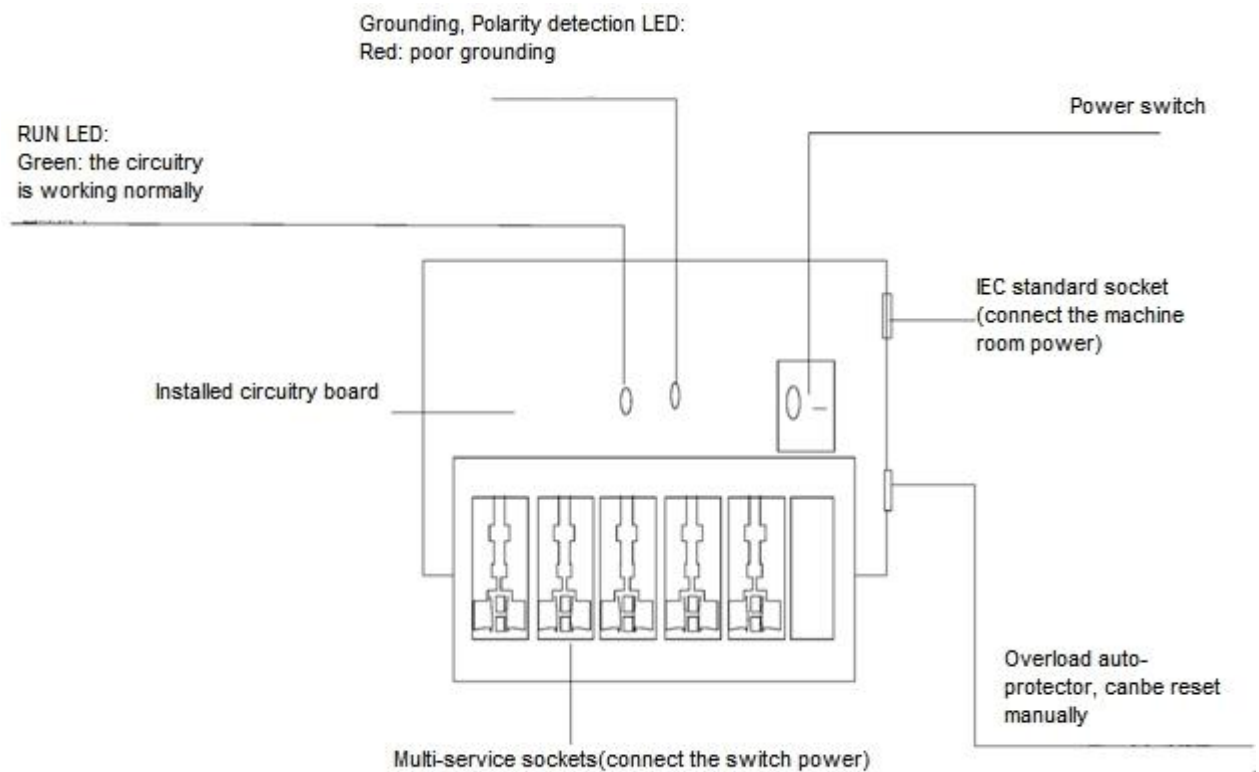 Grounding, Polarity detection LED:
Red: poor grounding
Power switch
RUN LED:
Green: the circuitry
is working normally
IEC standard socket
(connect the machine
room power)
Installed circuitry board
Overload auto-
protector, canbe reset
manually
Multi-service sockets(connect the switch power)